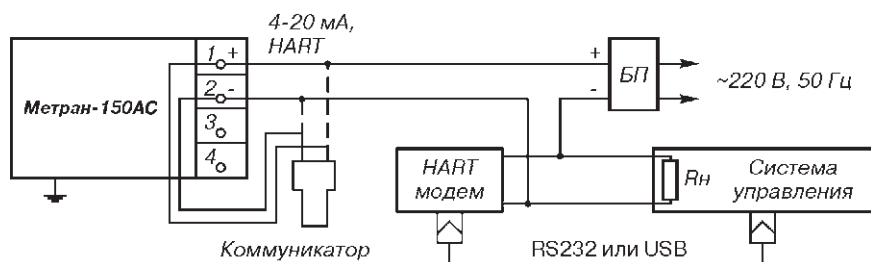 4-20 мА,
HART
1 +
2 -
3
4
Метран-150АС
+
-
БП
~220 В, 50 Гц
HART
модем
Rн
Система
управления
Коммуникатор
RS232 или USB